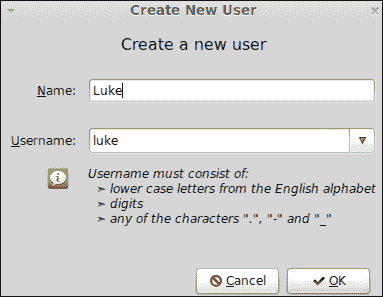 Create New User
Create a new user
Name: Luke
Username: luke
Username must consist of:
➣ lower case letters from the English alphabet
➣ digits
➣ any of the characters ".", "-" and "_"
Cancel OK